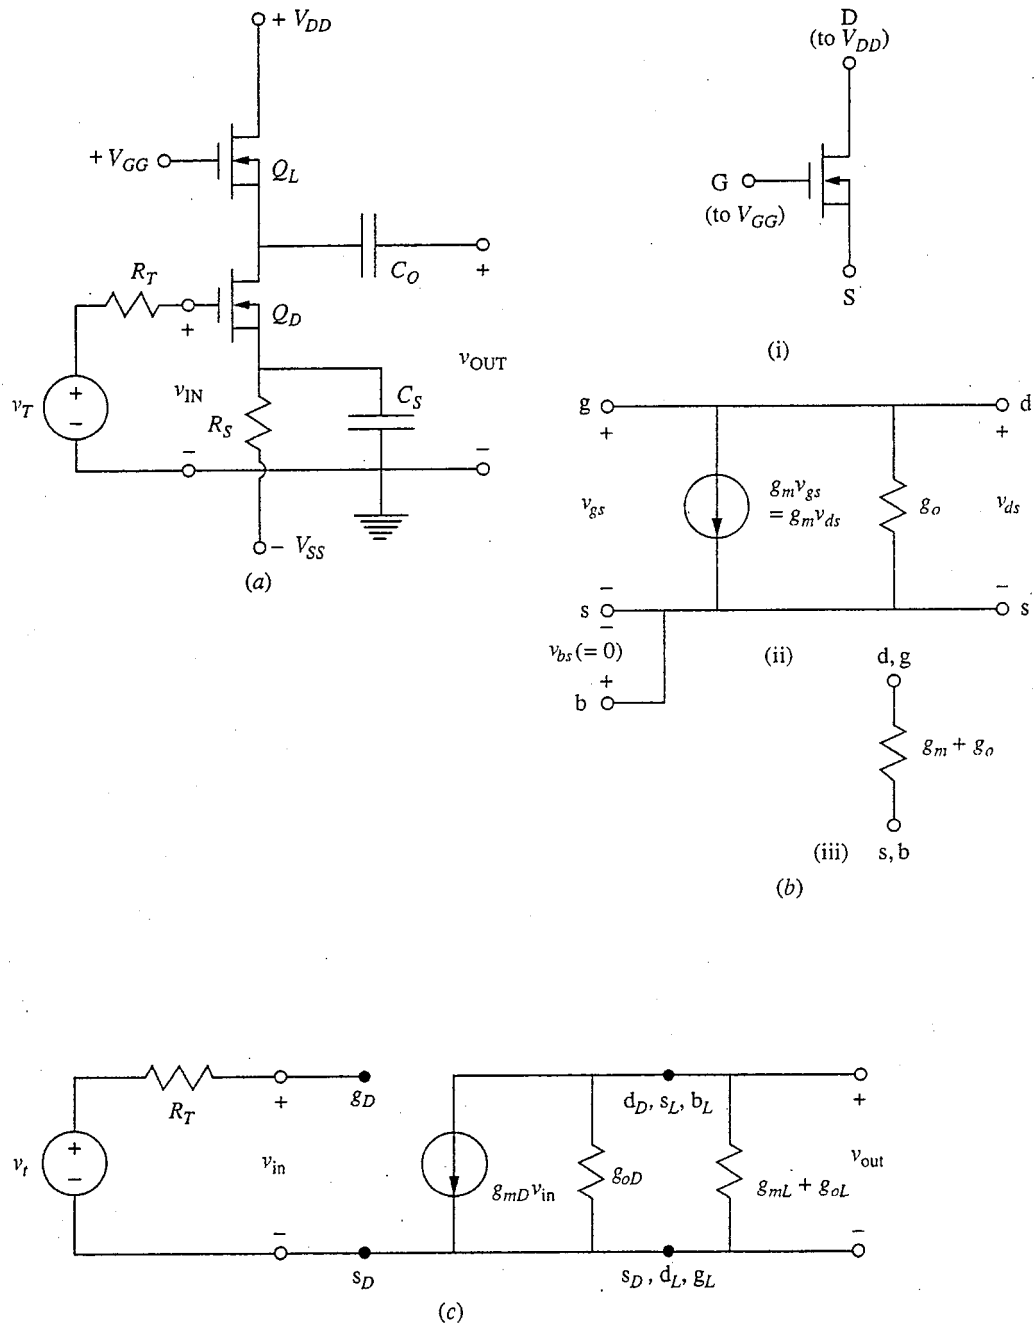 + V_DD
+ V_GG
Q_L
R_T
C_O
+
+
Q_D
v_OUT
+
−
v_T
v_IN
R_S
C_S
−
−
− V_SS
(a)
D
(to V_DD)
G
(to V_GG)
S
(i)
g
d
+
+
v_gs
g_m v_gs
= g_m v_ds
g_o
v_ds
−
−
s
s
−
v_bs (= 0)
+
b
(ii)
d, g
g_m + g_o
(iii)
s, b
(b)
R_T
+
g_D
d_D, s_L, b_L
+
+
−
v_t
v_in
g_mD v_in
g_oD
g_mL + g_oL
v_out
−
−
s_D
s_D, d_L, g_L
(c)